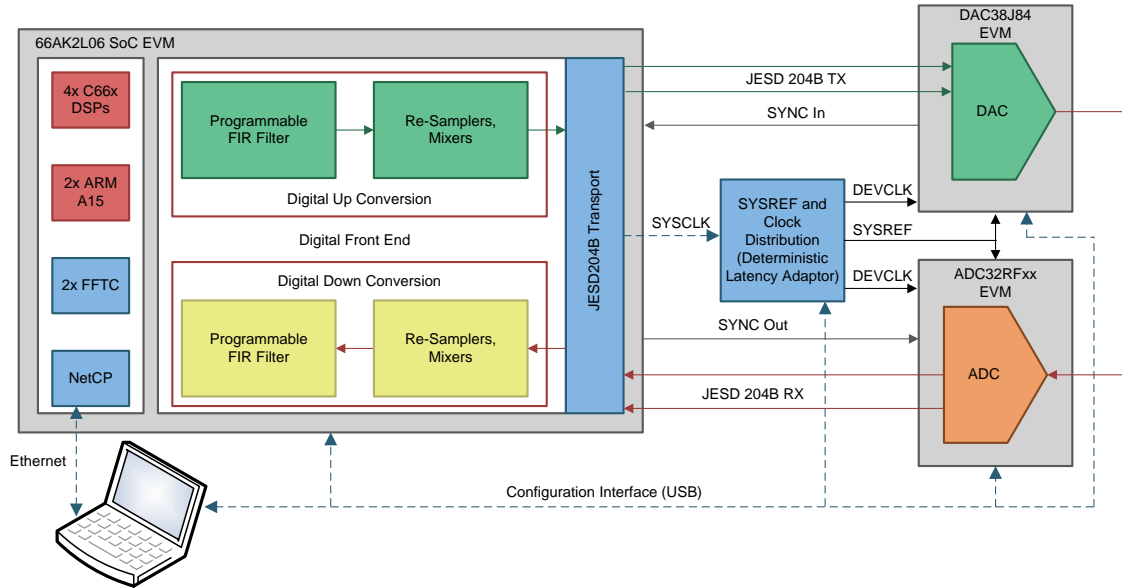 66AK2L06 SoC EVM
4x C66x
DSPs
2x ARM
A15
2x FFTC
NetCP
Programmable
FIR Filter
Re-Samplers,
Mixers
Digital Up Conversion
Digital Front End
Digital Down Conversion
Programmable
FIR Filter
Re-Samplers,
Mixers
JESD204B Transport
JESD 204B TX
SYNC In
SYSCLK
SYSREF and
Clock
Distribution
(Deterministic
Latency Adaptor)
DEVCLK
SYSREF
DEVCLK
SYNC Out
JESD 204B RX
DAC38J84
EVM
DAC
ADC32RFxx
EVM
ADC
Ethernet
Configuration Interface (USB)